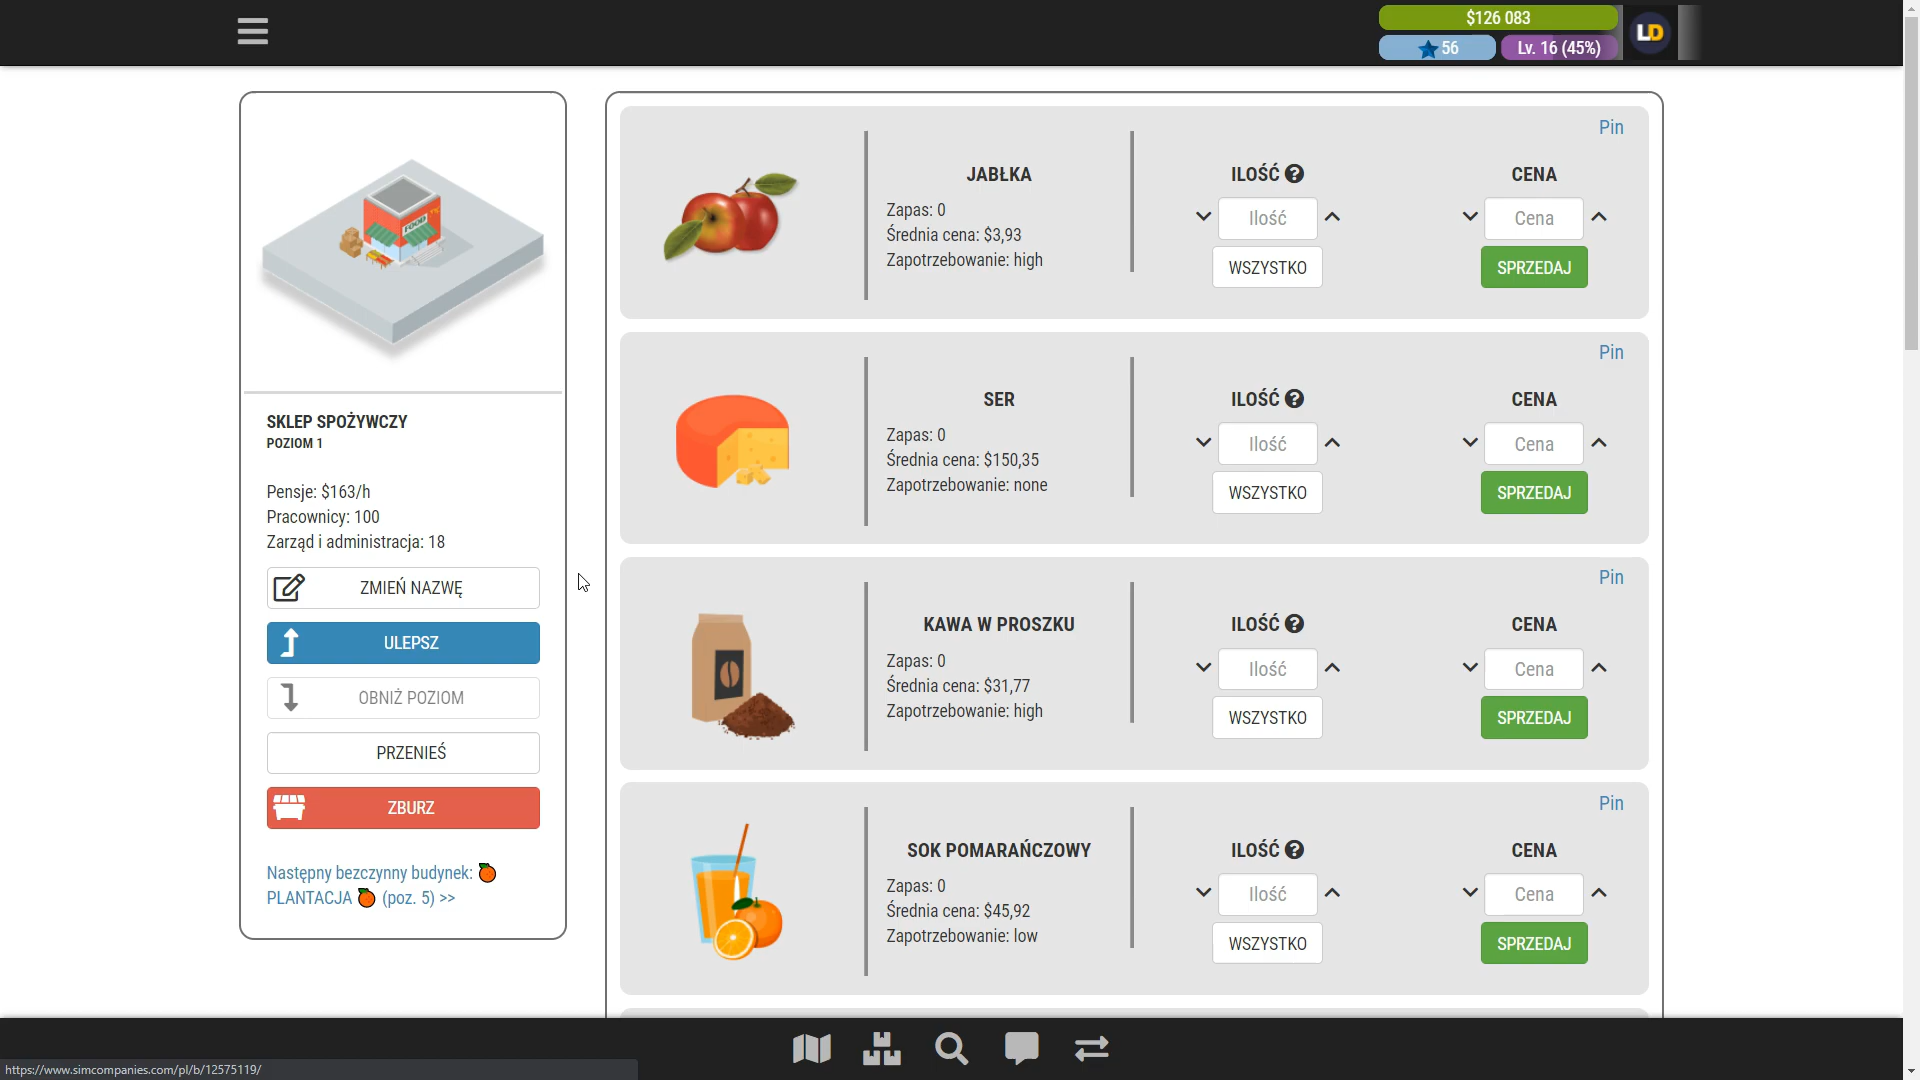 $126 083
56
Lv. 16 (45%)
LD
FOOD
SKLEP SPOŻYWCZY
POZIOM 1
Pensje: $163/h
Pracownicy: 100
Zarząd i administracja: 18
ZMIEŃ NAZWĘ
ULEPSZ
OBNIŻ POZIOM
PRZENIEŚ
ZBURZ
Następny bezczynny budynek:
PLANTACJA (poz. 5) >>
Pin
JABŁKA
Zapas: 0
Średnia cena: $3,93
Zapotrzebowanie: high
ILOŚĆ ?
Ilość
WSZYSTKO
CENA
Cena
SPRZEDAJ
Pin
SER
Zapas: 0
Średnia cena: $150,35
Zapotrzebowanie: none
ILOŚĆ ?
Ilość
WSZYSTKO
CENA
Cena
SPRZEDAJ
Pin
KAWA W PROSZKU
Zapas: 0
Średnia cena: $31,77
Zapotrzebowanie: high
ILOŚĆ ?
Ilość
WSZYSTKO
CENA
Cena
SPRZEDAJ
Pin
SOK POMARAŃCZOWY
Zapas: 0
Średnia cena: $45,92
Zapotrzebowanie: low
ILOŚĆ ?
Ilość
WSZYSTKO
CENA
Cena
SPRZEDAJ
https://www.simcompanies.com/pl/b/12575119/